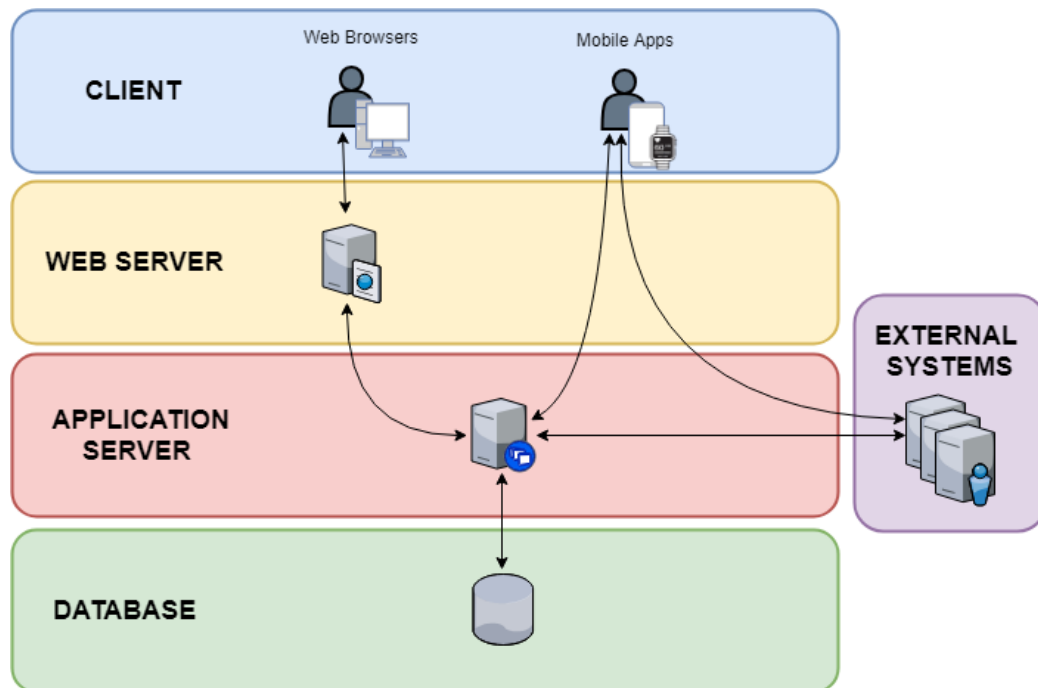 Web Browsers
Mobile Apps
CLIENT
WEB SERVER
EXTERNAL
SYSTEMS
APPLICATION
SERVER
DATABASE